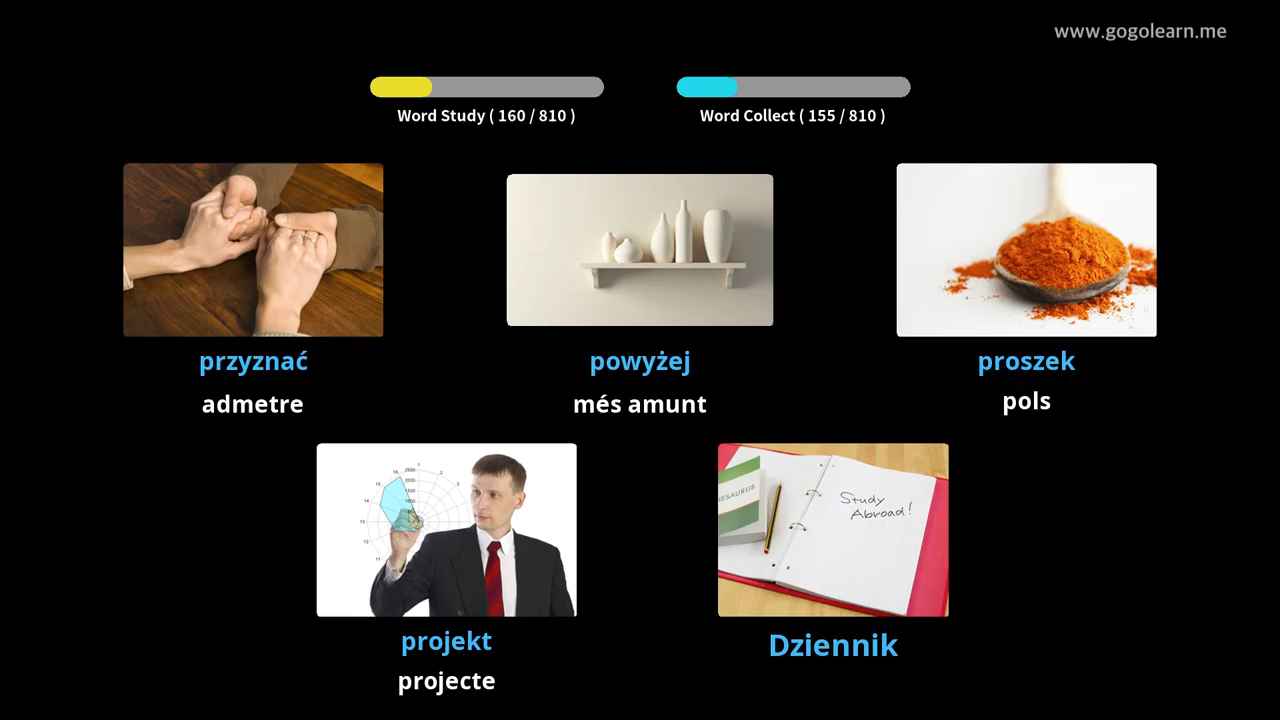 www.gogolearn.me
Word Study ( 160 / 810 )
Word Collect ( 155 / 810 )
przyznać
powyżej
proszek
admetre
més amunt
pols
Study
Abroad!
projekt
Dziennik
projecte